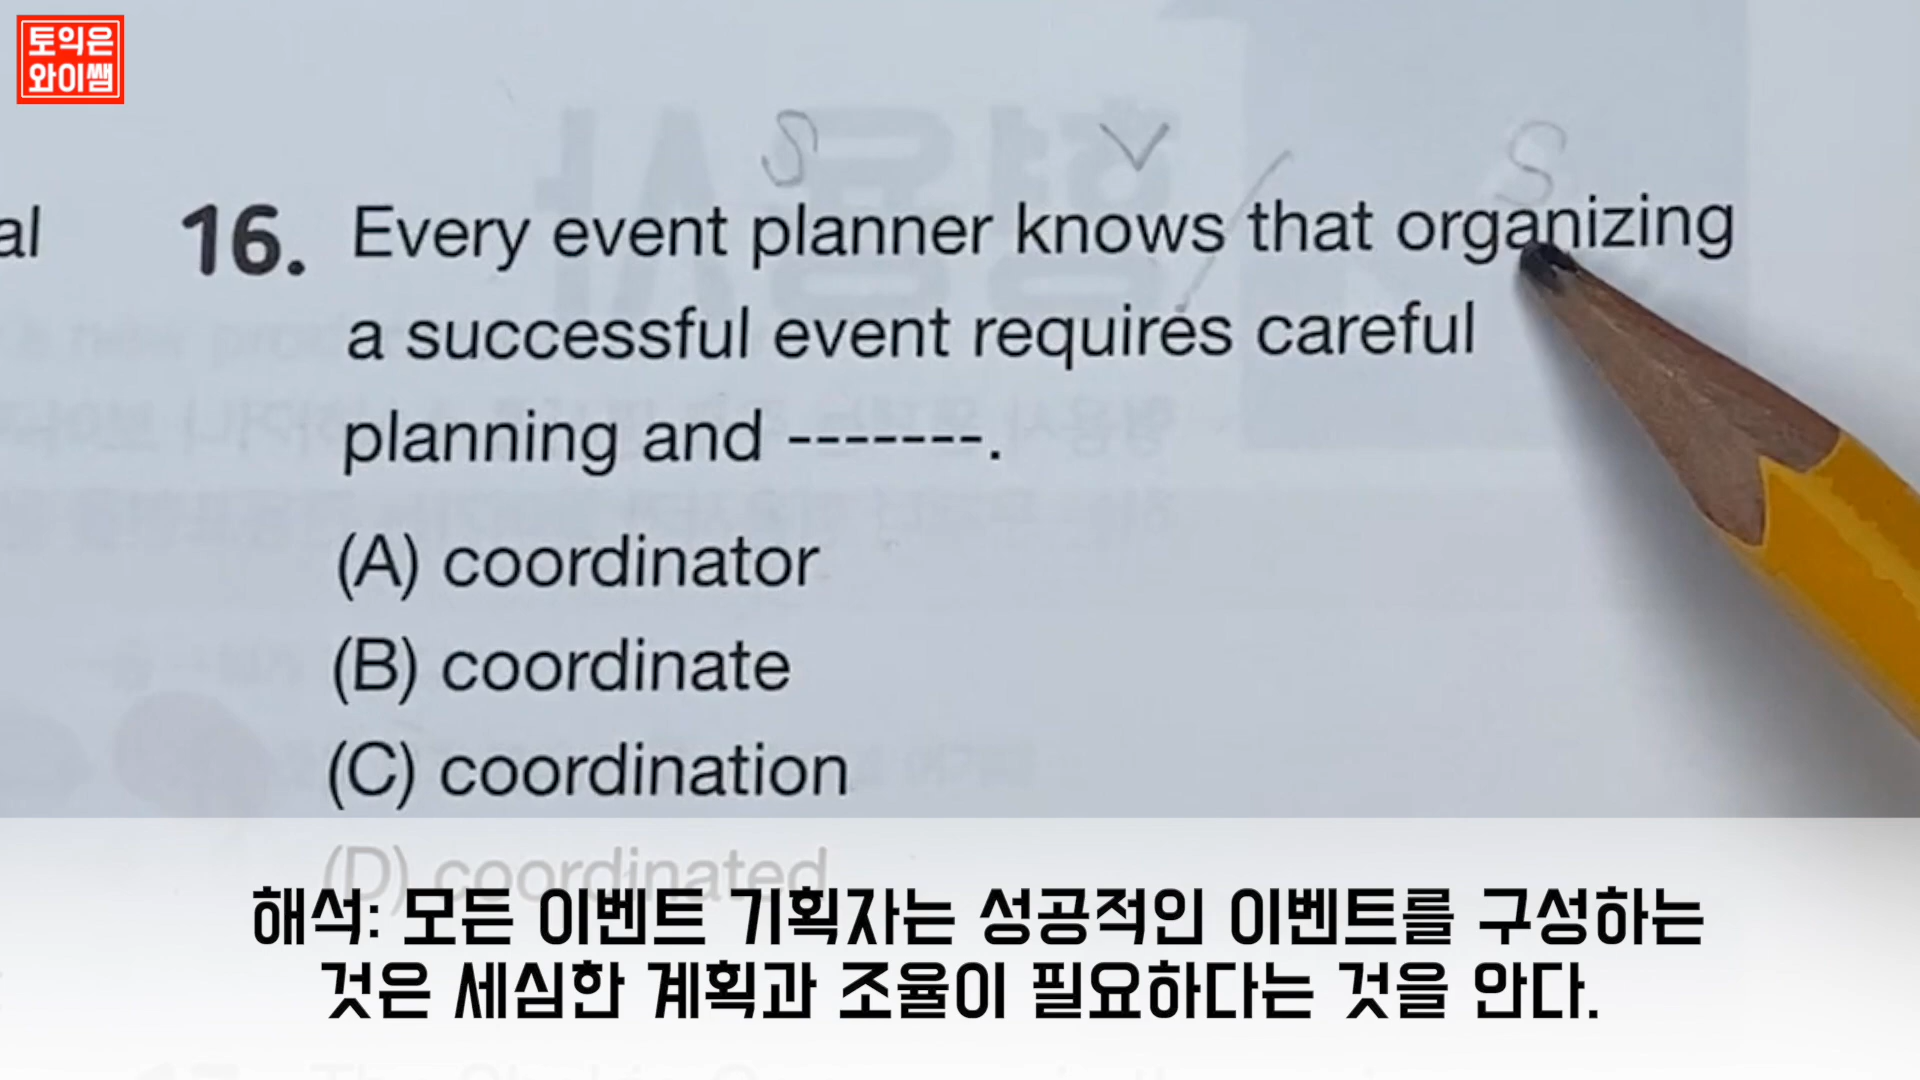 토익은
와이쌤
S V S
al
16. Every event planner knows / that organizing
a successful event requires careful
planning and -------.
(A) coordinator
(B) coordinate
(C) coordination
(D) coordinated
해석: 모든 이벤트 기획자는 성공적인 이벤트를 구성하는
것은 세심한 계획과 조율이 필요하다는 것을 안다.